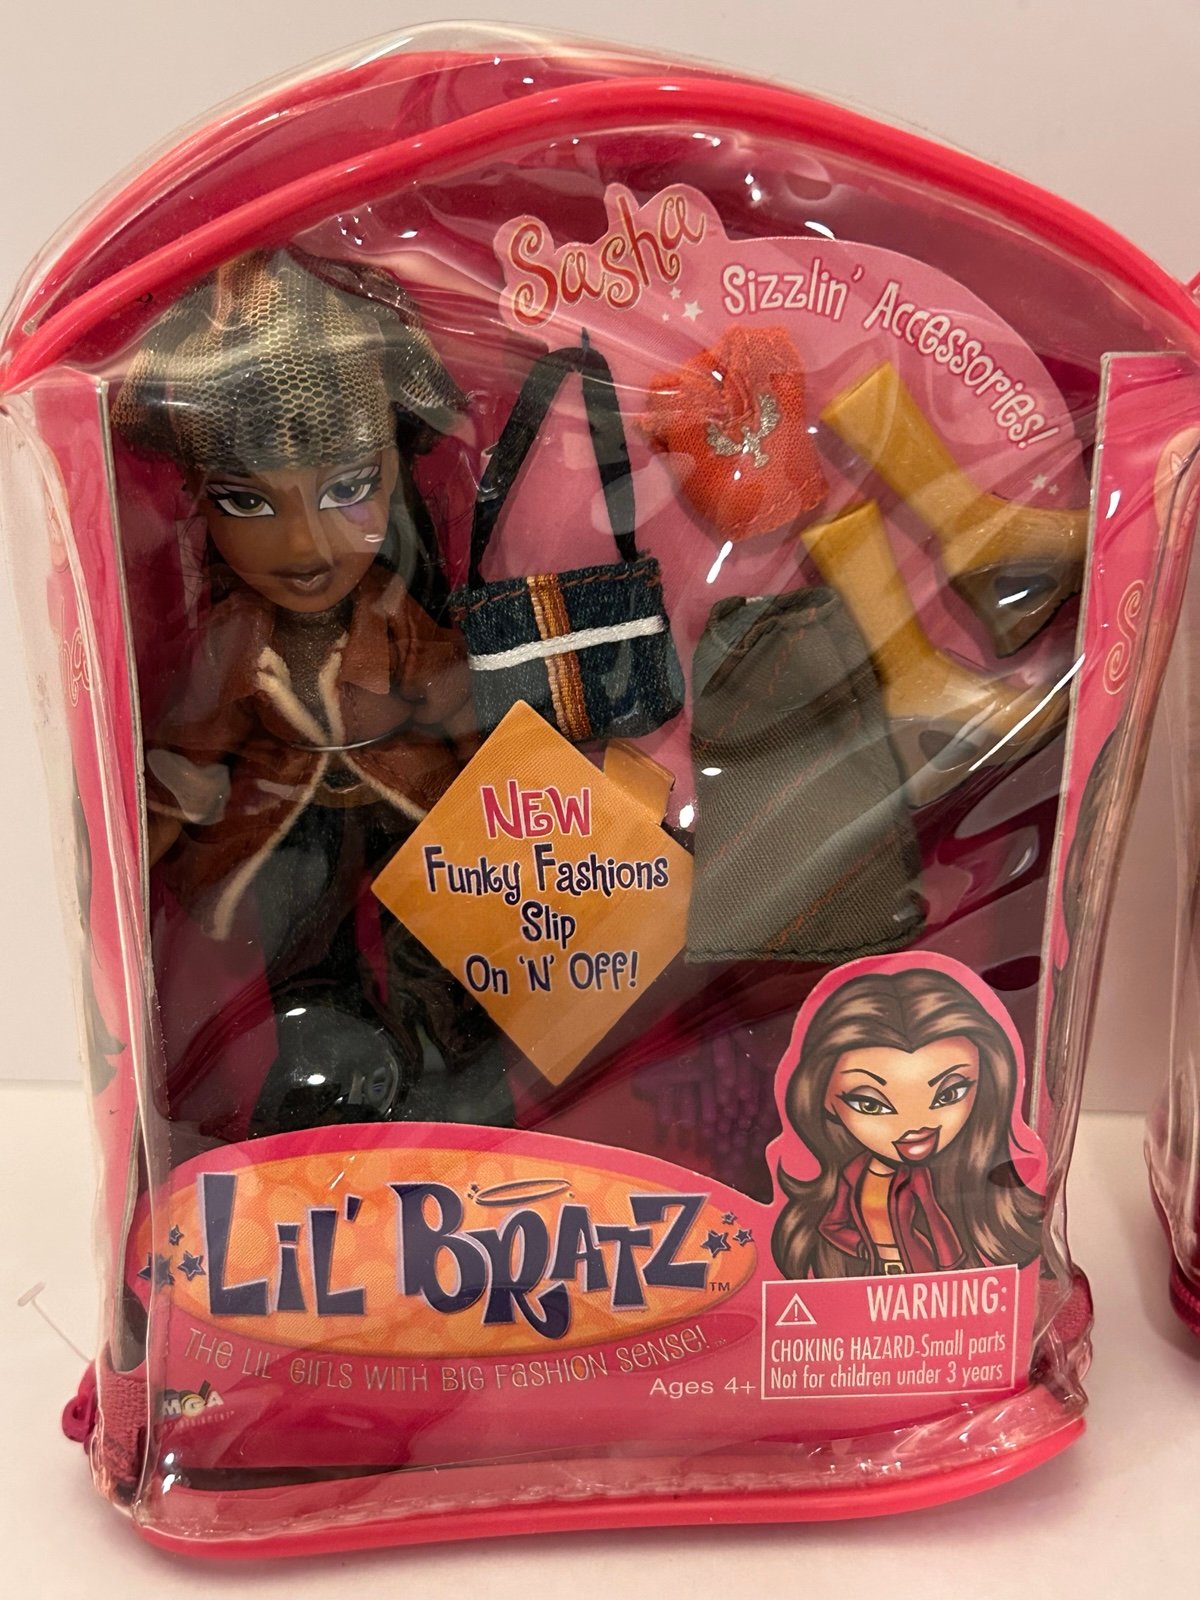 Sasha
Sizzlin' Accessories!
NEW
Funky Fashions
Slip
On 'N' Off!
LiL' BRATZ™
THE LIL' GIRLS WITH BIG FASHION SENSE!™
Ages 4+
WARNING:
CHOKING HAZARD-Small parts
Not for children under 3 years
MGA